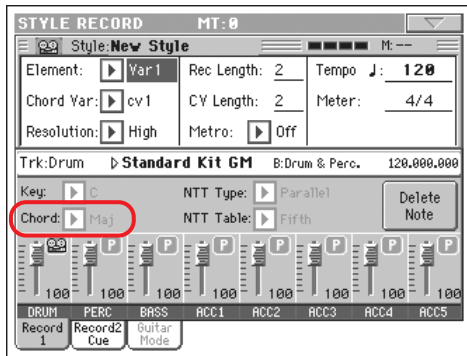 STYLE RECORD MT:0
Style:New Style M:--
Element: Var1 Rec Length: 2 Tempo ♩: 120
Chord Var: cv1 CV Length: 2 Meter: 4/4
Resolution: High Metro: Off
Trk:Drum Standard Kit GM B:Drum & Perc. 120.000.000
Key: C NTT Type: Parallel Delete
Chord: Maj NTT Table: Fifth Note
P P P P P P P
100 100 100 100 100 100 100 100
DRUM PERC BASS ACC1 ACC2 ACC3 ACC4 ACC5
Record Record2 Guitar
1 Cue Mode